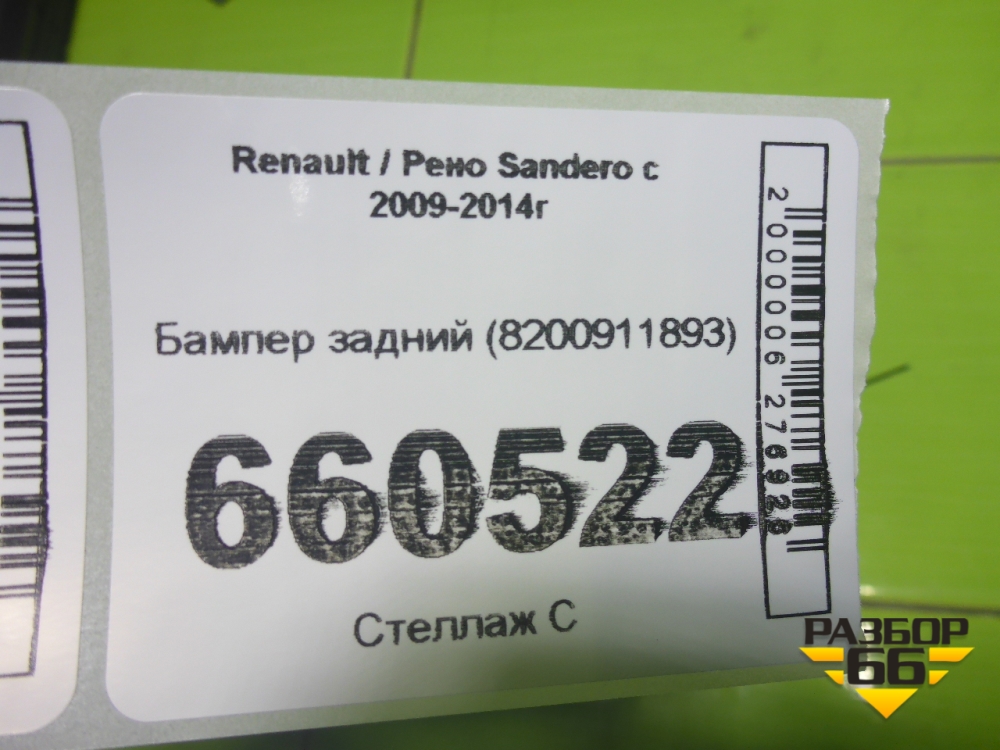 Renault / Рено Sandero с
2009-2014г
Бампер задний (8200911893)
660522
Стеллаж С
2000006276928
РАЗБОР
66